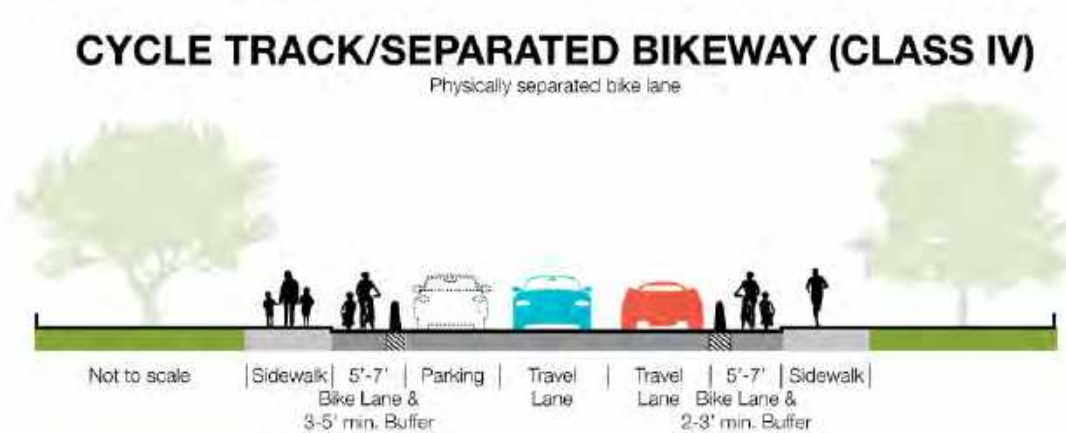 CYCLE TRACK/SEPARATED BIKEWAY (CLASS IV)
Physically separated bike lane
Not to scale
Sidewalk
5'-7'
Bike Lane &
3-5' min. Buffer
Parking
Travel
Lane
Travel
Lane
5'-7'
Bike Lane &
2-3' min. Buffer
Sidewalk